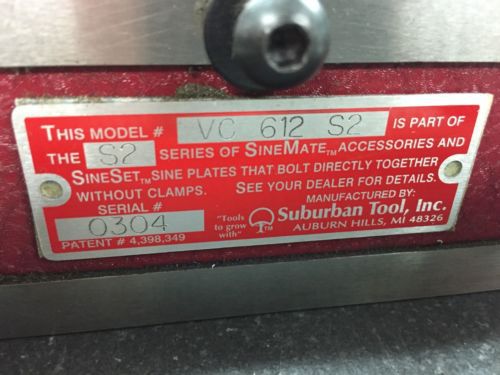 THIS MODEL # VC 612 S2 IS PART OF
THE S2 SERIES OF SINEMATE™ ACCESSORIES AND
SINESET™ SINE PLATES THAT BOLT DIRECTLY TOGETHER
WITHOUT CLAMPS. SEE YOUR DEALER FOR DETAILS.
SERIAL #
0304
PATENT # 4,398,349
"Tools
to grow
with"
TM
MANUFACTURED BY:
Suburban Tool, Inc.
AUBURN HILLS, MI 48326